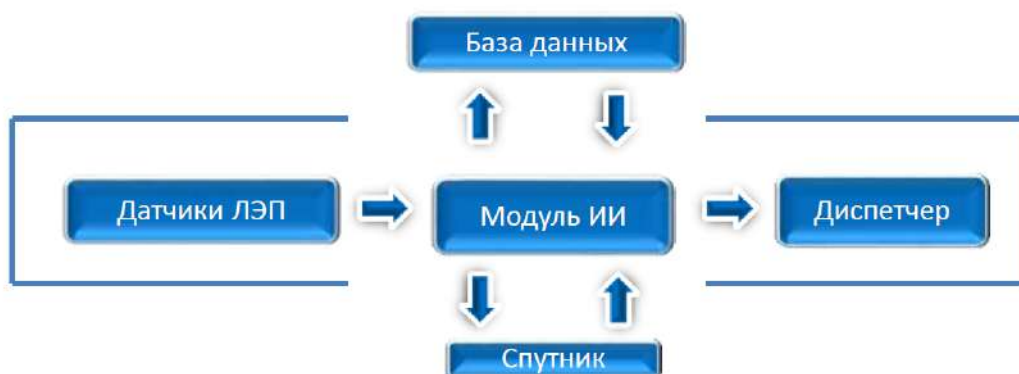 База данных
Датчики ЛЭП
Модуль ИИ
Диспетчер
Спутник